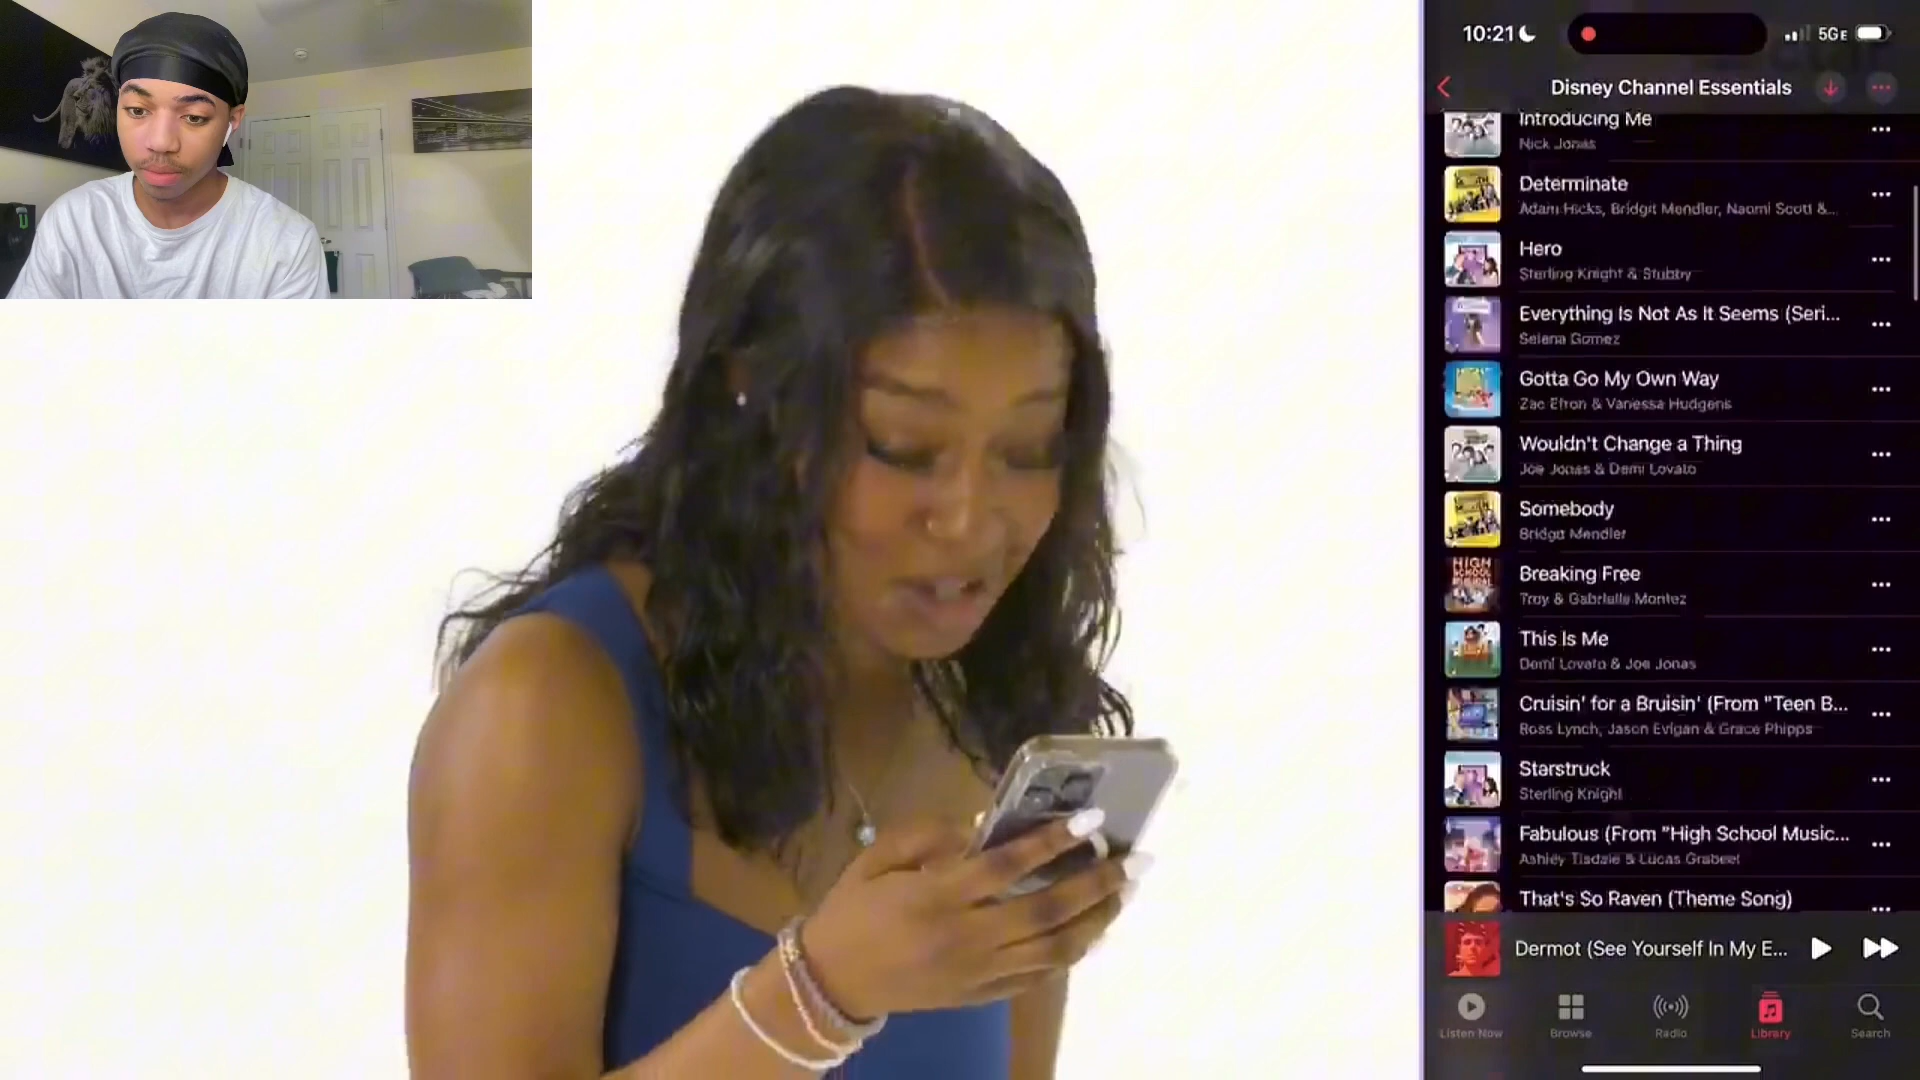 10:21
5GE
Disney Channel Essentials
Introducing Me
Nick Jonas
Determinate
Adam Hicks, Bridgit Mendler, Naomi Scott &...
Hero
Sterling Knight & Stubby
Everything Is Not As It Seems (Seri...
Selena Gomez
Gotta Go My Own Way
Zac Efron & Vanessa Hudgens
Wouldn't Change a Thing
Joe Jonas & Demi Lovato
Somebody
Bridgit Mendler
HIGH SCHOOL MUSICAL
Breaking Free
Troy & Gabriella Montez
This Is Me
Demi Lovato & Joe Jonas
Cruisin' for a Bruisin' (From "Teen B...
Ross Lynch, Jason Evigan & Grace Phipps
Starstruck
Sterling Knight
Fabulous (From "High School Music...
Ashley Tisdale & Lucas Grabeel
That's So Raven (Theme Song)
Dermot (See Yourself In My E...
Listen Now
Browse
Radio
Library
Search